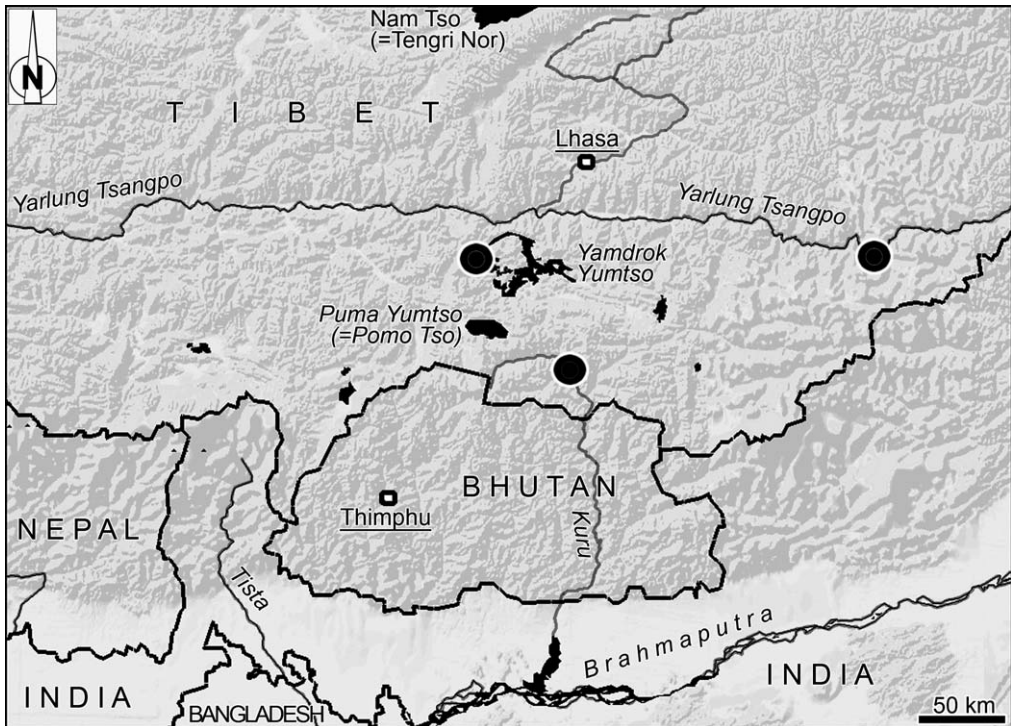 Nam Tso
(=Tengri Nor)
N
TIBET
Lhasa
Yarlung Tsangpo
Yarlung Tsangpo
Yamdrok
Yumtso
Puma Yumtso
(=Pomo Tso)
BHUTAN
Thimphu
NEPAL
Kuru
Tista
Brahmaputra
INDIA
BANGLADESH
INDIA
50 km